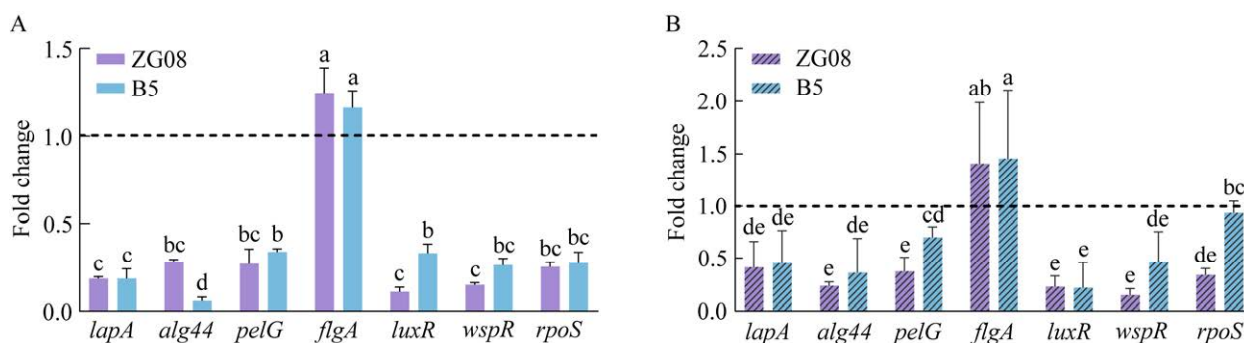 A
ZG08
B5
Fold change
1.5
1.0
0.5
0.0
c c bc d bc b a a c b c b bc bc
lapA alg44 pelG flgA luxR wspR rpoS
B
ZG08
B5
Fold change
2.5
2.0
1.5
1.0
0.5
0.0
de de e de e cd ab a e e e de de bc
lapA alg44 pelG flgA luxR wspR rpoS